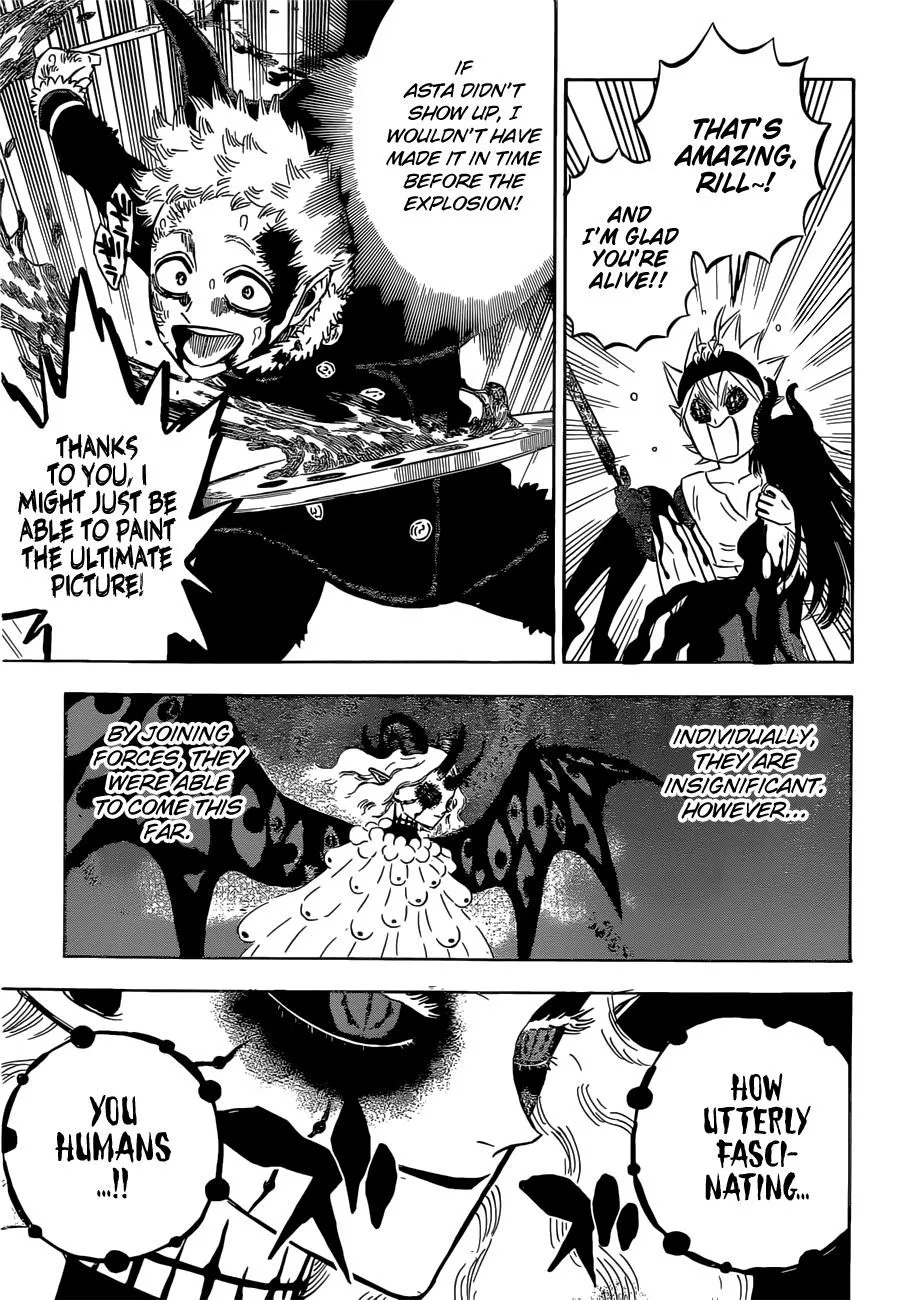 THAT'S
AMAZING,
RILL~!
AND
I'M GLAD
YOU'RE
ALIVE!!
IF
ASTA DIDN'T
SHOW UP, I
WOULDN'T HAVE
MADE IT IN TIME
BEFORE THE
EXPLOSION!
THANKS
TO YOU, I
MIGHT JUST BE
ABLE TO PAINT
THE ULTIMATE
PICTURE!
INDIVIDUALLY,
THEY ARE
INSIGNIFICANT.
HOWEVER...
BY JOINING
FORCES, THEY
WERE ABLE
TO COME THIS
FAR.
HOW
UTTERLY
FASCI-
NATING...
YOU
HUMANS
...!!